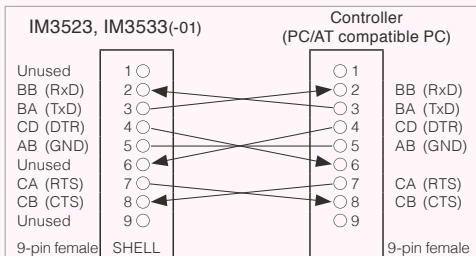 IM3523, IM3533(-01)
Controller
(PC/AT compatible PC)
Unused 1 1
BB (RxD) 2 2 BB (RxD)
BA (TxD) 3 3 BA (TxD)
CD (DTR) 4 4 CD (DTR)
AB (GND) 5 5 AB (GND)
Unused 6 6
CA (RTS) 7 7 CA (RTS)
CB (CTS) 8 8 CB (CTS)
Unused 9 9
9-pin female SHELL 9-pin female